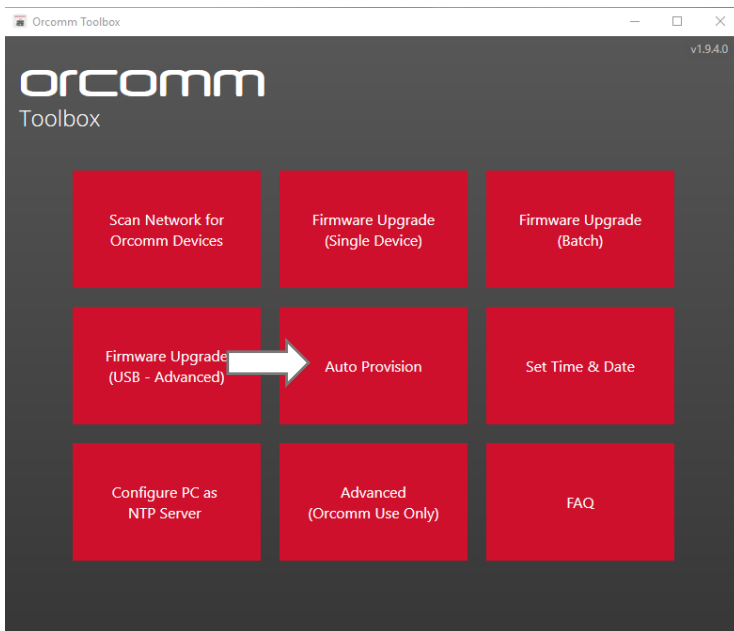 Orcomm Toolbox
v1.9.4.0
orcomm
Toolbox
Scan Network for
Orcomm Devices
Firmware Upgrade
(Single Device)
Firmware Upgrade
(Batch)
Firmware Upgrade
(USB - Advanced)
Auto Provision
Set Time & Date
Configure PC as
NTP Server
Advanced
(Orcomm Use Only)
FAQ